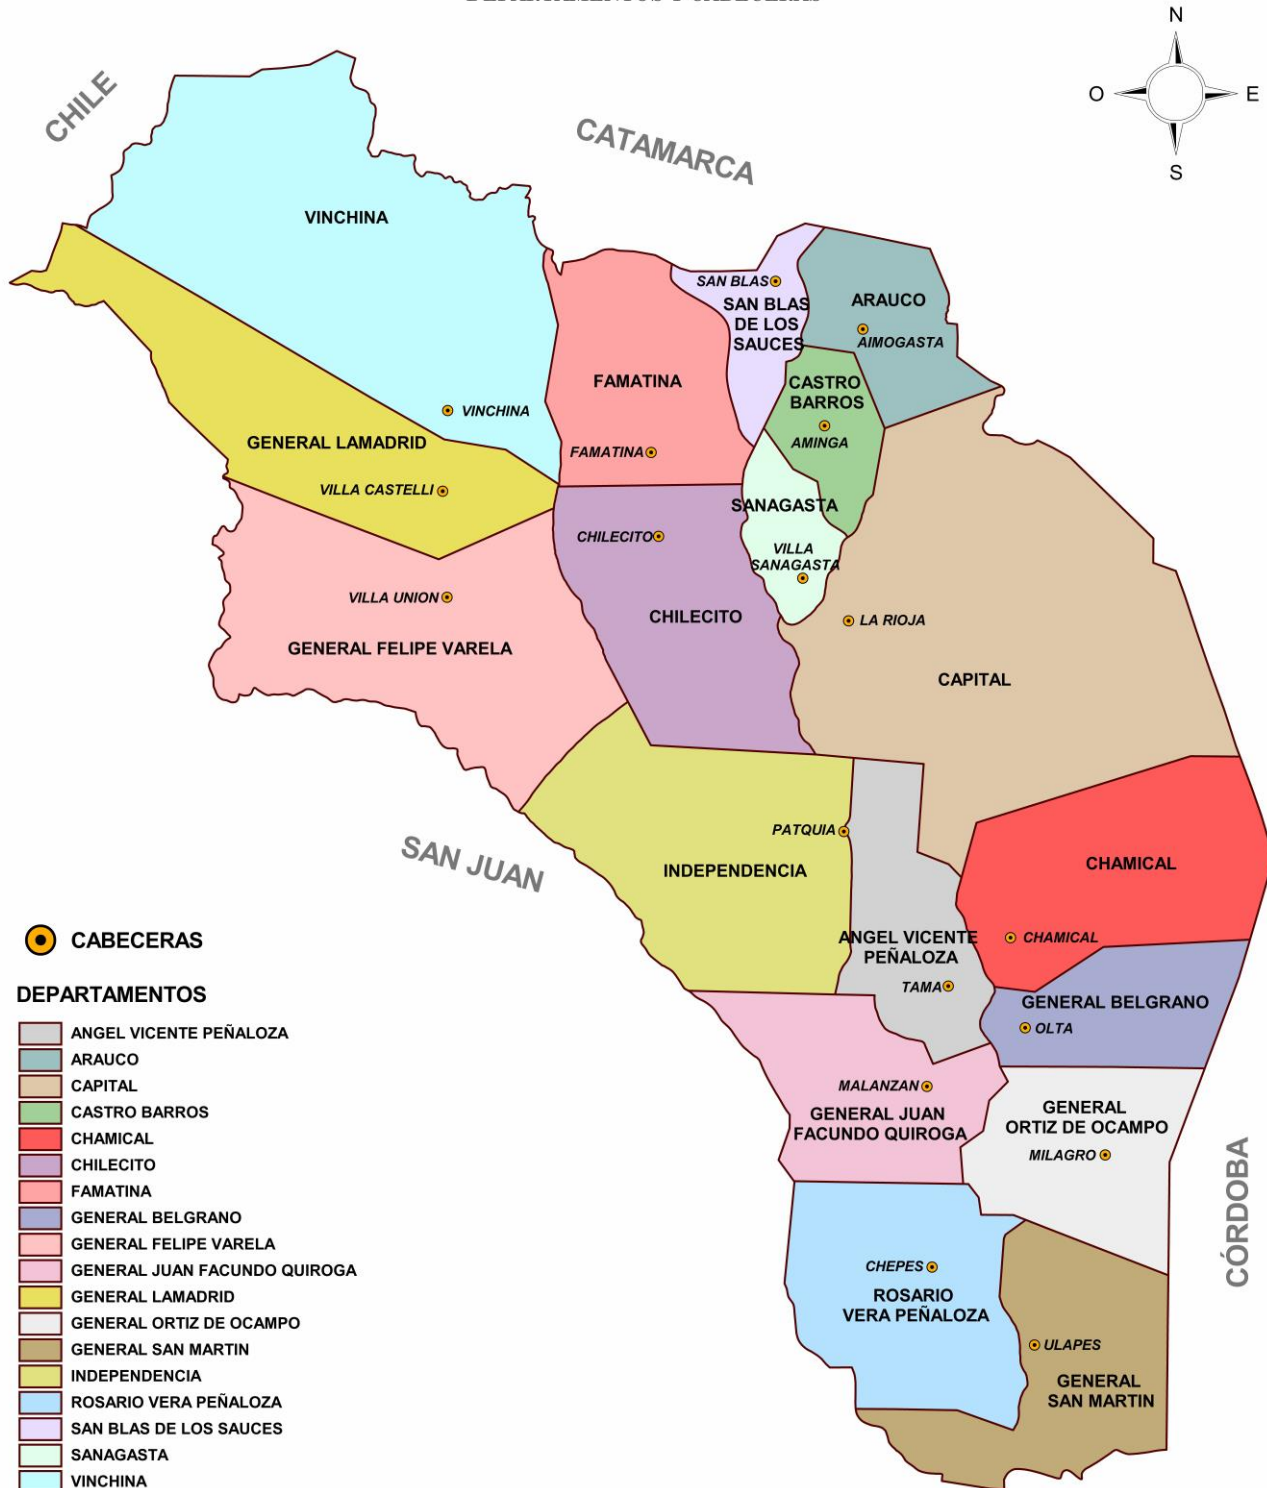 DEPARTAMENTOS Y CABECERAS
N
O
E
S
CHILE
CATAMARCA
VINCHINA
SAN BLAS
SAN BLAS
DE LOS
SAUCES
ARAUCO
AIMOGASTA
FAMATINA
CASTRO
BARROS
VINCHINA
AMINGA
GENERAL LAMADRID
FAMATINA
VILLA CASTELLI
SANAGASTA
CHILECITO
VILLA
SANAGASTA
VILLA UNION
CHILECITO
LA RIOJA
GENERAL FELIPE VARELA
CAPITAL
PATQUIA
SAN JUAN
INDEPENDENCIA
CHAMICAL
ANGEL VICENTE
PEÑALOZA
CHAMICAL
TAMA
GENERAL BELGRANO
OLTA
MALANZAN
GENERAL JUAN
FACUNDO QUIROGA
GENERAL
ORTIZ DE OCAMPO
MILAGRO
CÓRDOBA
CHEPES
ROSARIO
VERA PEÑALOZA
ULAPES
GENERAL
SAN MARTIN
CABECERAS
DEPARTAMENTOS
ANGEL VICENTE PEÑALOZA
ARAUCO
CAPITAL
CASTRO BARROS
CHAMICAL
CHILECITO
FAMATINA
GENERAL BELGRANO
GENERAL FELIPE VARELA
GENERAL JUAN FACUNDO QUIROGA
GENERAL LAMADRID
GENERAL ORTIZ DE OCAMPO
GENERAL SAN MARTIN
INDEPENDENCIA
ROSARIO VERA PEÑALOZA
SAN BLAS DE LOS SAUCES
SANAGASTA
VINCHINA